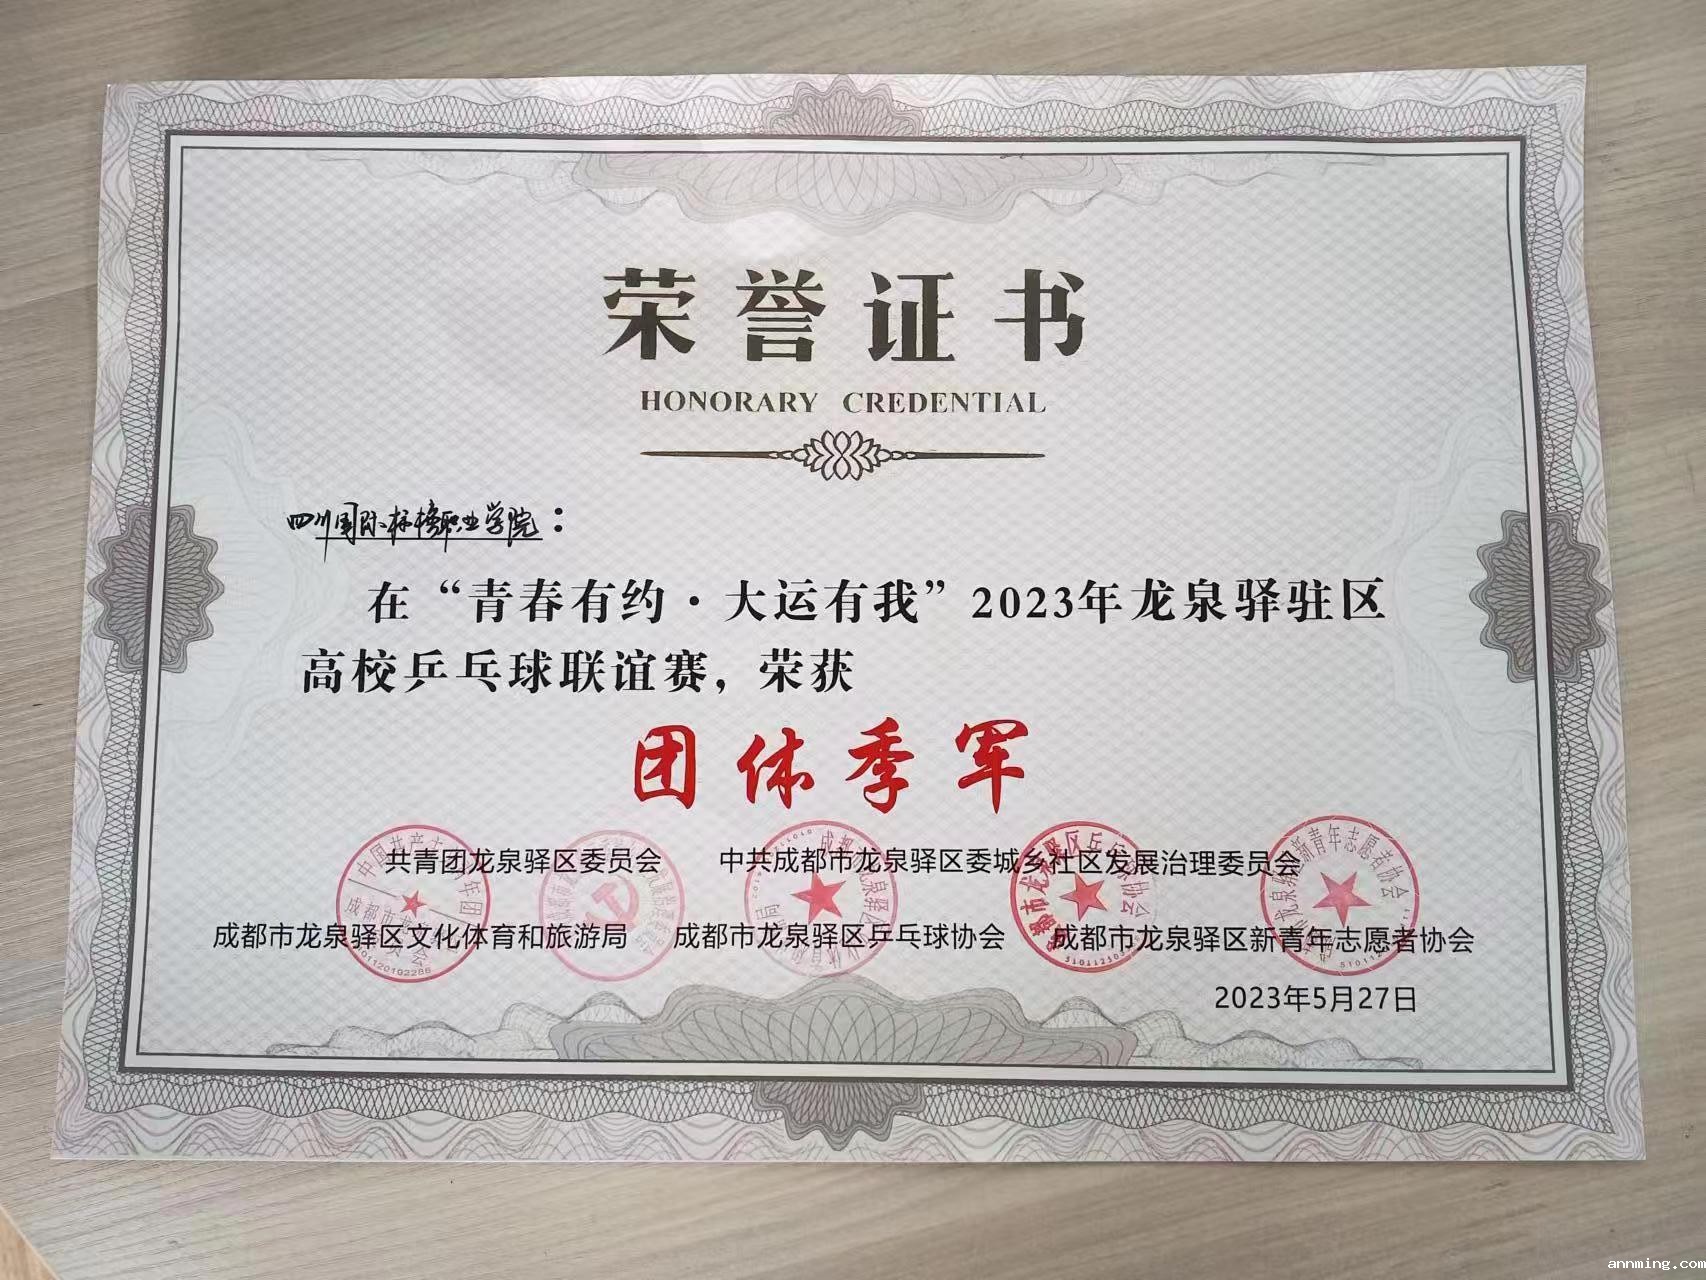 荣誉证书
HONORARY CREDENTIAL
四川国际标榜职业学院：
在“青春有约·大运有我”2023年龙泉驿驻区
高校乒乓球联谊赛，荣获
团体季军
共青团龙泉驿区委员会 中共成都市龙泉驿区委城乡社区发展治理委员会
成都市龙泉驿区文化体育和旅游局 成都市龙泉驿区乒乓球协会 成都市龙泉驿区新青年志愿者协会
2023年5月27日
annming.com